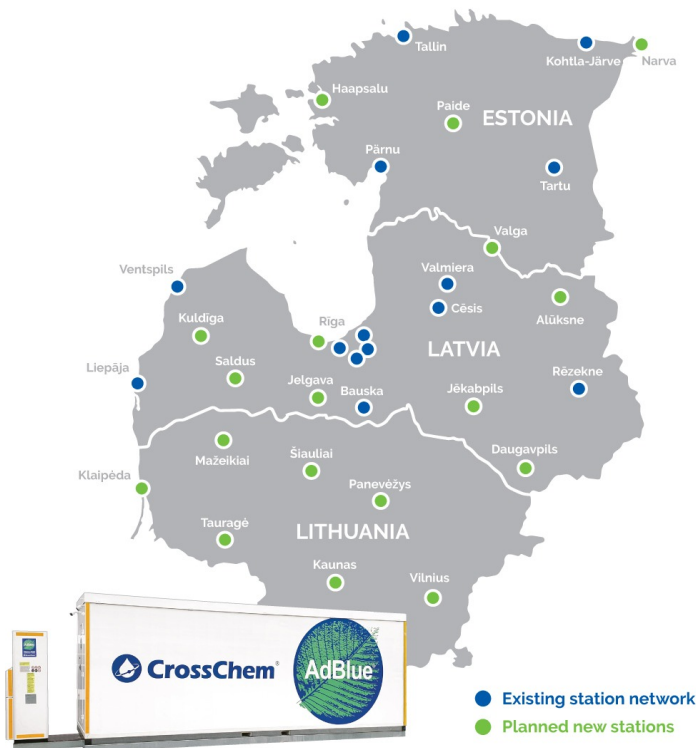 Tallin
Kohtla-Järve
Narva
Haapsalu
Paide
ESTONIA
Pärnu
Tartu
Valga
Ventspils
Valmiera
Cēsis
Alūksne
Kuldīga
Rīga
LATVIA
Saldus
Liepāja
Jelgava
Bauska
Jēkabpils
Rēzekne
Daugavpils
Mažeikiai
Šiauliai
Klaipėda
Panevėžys
Tauragė
LITHUANIA
Kaunas
Vilnius
CrossChem®
AdBlue
Existing station network
Planned new stations